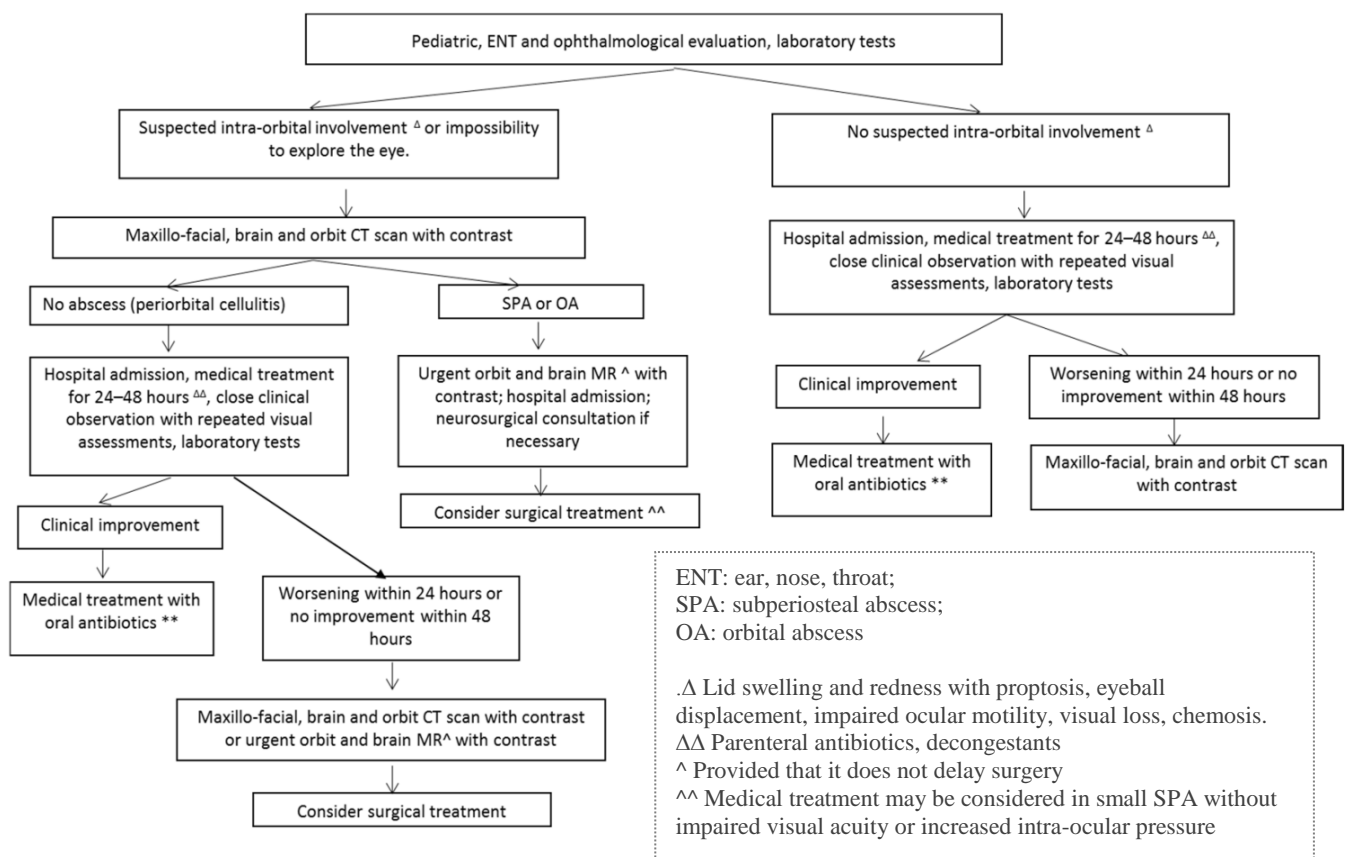 Pediatric, ENT and ophthalmological evaluation, laboratory tests
Suspected intra-orbital involvement Δ or impossibility
to explore the eye.
No suspected intra-orbital involvement Δ
Maxillo-facial, brain and orbit CT scan with contrast
Hospital admission, medical treatment for 24–48 hours ΔΔ,
close clinical observation with repeated visual
assessments, laboratory tests
No abscess (periorbital cellulitis)
SPA or OA
Hospital admission, medical treatment
for 24–48 hours ΔΔ, close clinical
observation with repeated visual
assessments, laboratory tests
Urgent orbit and brain MR ^ with
contrast; hospital admission;
neurosurgical consultation if
necessary
Clinical improvement
Worsening within 24 hours or no
improvement within 48 hours
Medical treatment with
oral antibiotics **
Maxillo-facial, brain and orbit CT scan
with contrast
Consider surgical treatment ^^
Clinical improvement
Medical treatment with
oral antibiotics **
Worsening within 24 hours or
no improvement within 48
hours
Maxillo-facial, brain and orbit CT scan with contrast
or urgent orbit and brain MR^ with contrast
Consider surgical treatment
ENT: ear, nose, throat;
SPA: subperiosteal abscess;
OA: orbital abscess
.Δ Lid swelling and redness with proptosis, eyeball
displacement, impaired ocular motility, visual loss, chemosis.
ΔΔ Parenteral antibiotics, decongestants
^ Provided that it does not delay surgery
^^ Medical treatment may be considered in small SPA without
impaired visual acuity or increased intra-ocular pressure